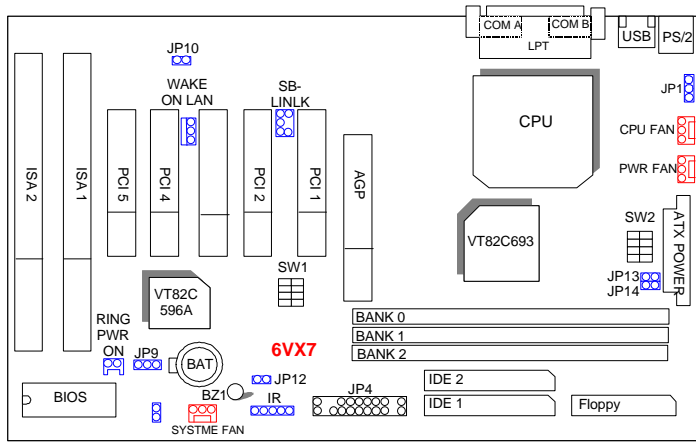 COM A
COM B
LPT
USB
PS/2
JP10
WAKE
ON LAN
SB-
LINLK
JP1
CPU
CPU FAN
PWR FAN
ISA 2
ISA 1
PCI 5
PCI 4
PCI 2
PCI 1
AGP
VT82C693
SW2
ATX POWER
SW1
JP13
JP14
VT82C
596A
BANK 0
BANK 1
BANK 2
RING
PWR
ON
JP9
BAT
6VX7
JP12
BZ1
IR
JP4
IDE 2
IDE 1
Floppy
BIOS
SYSTME FAN